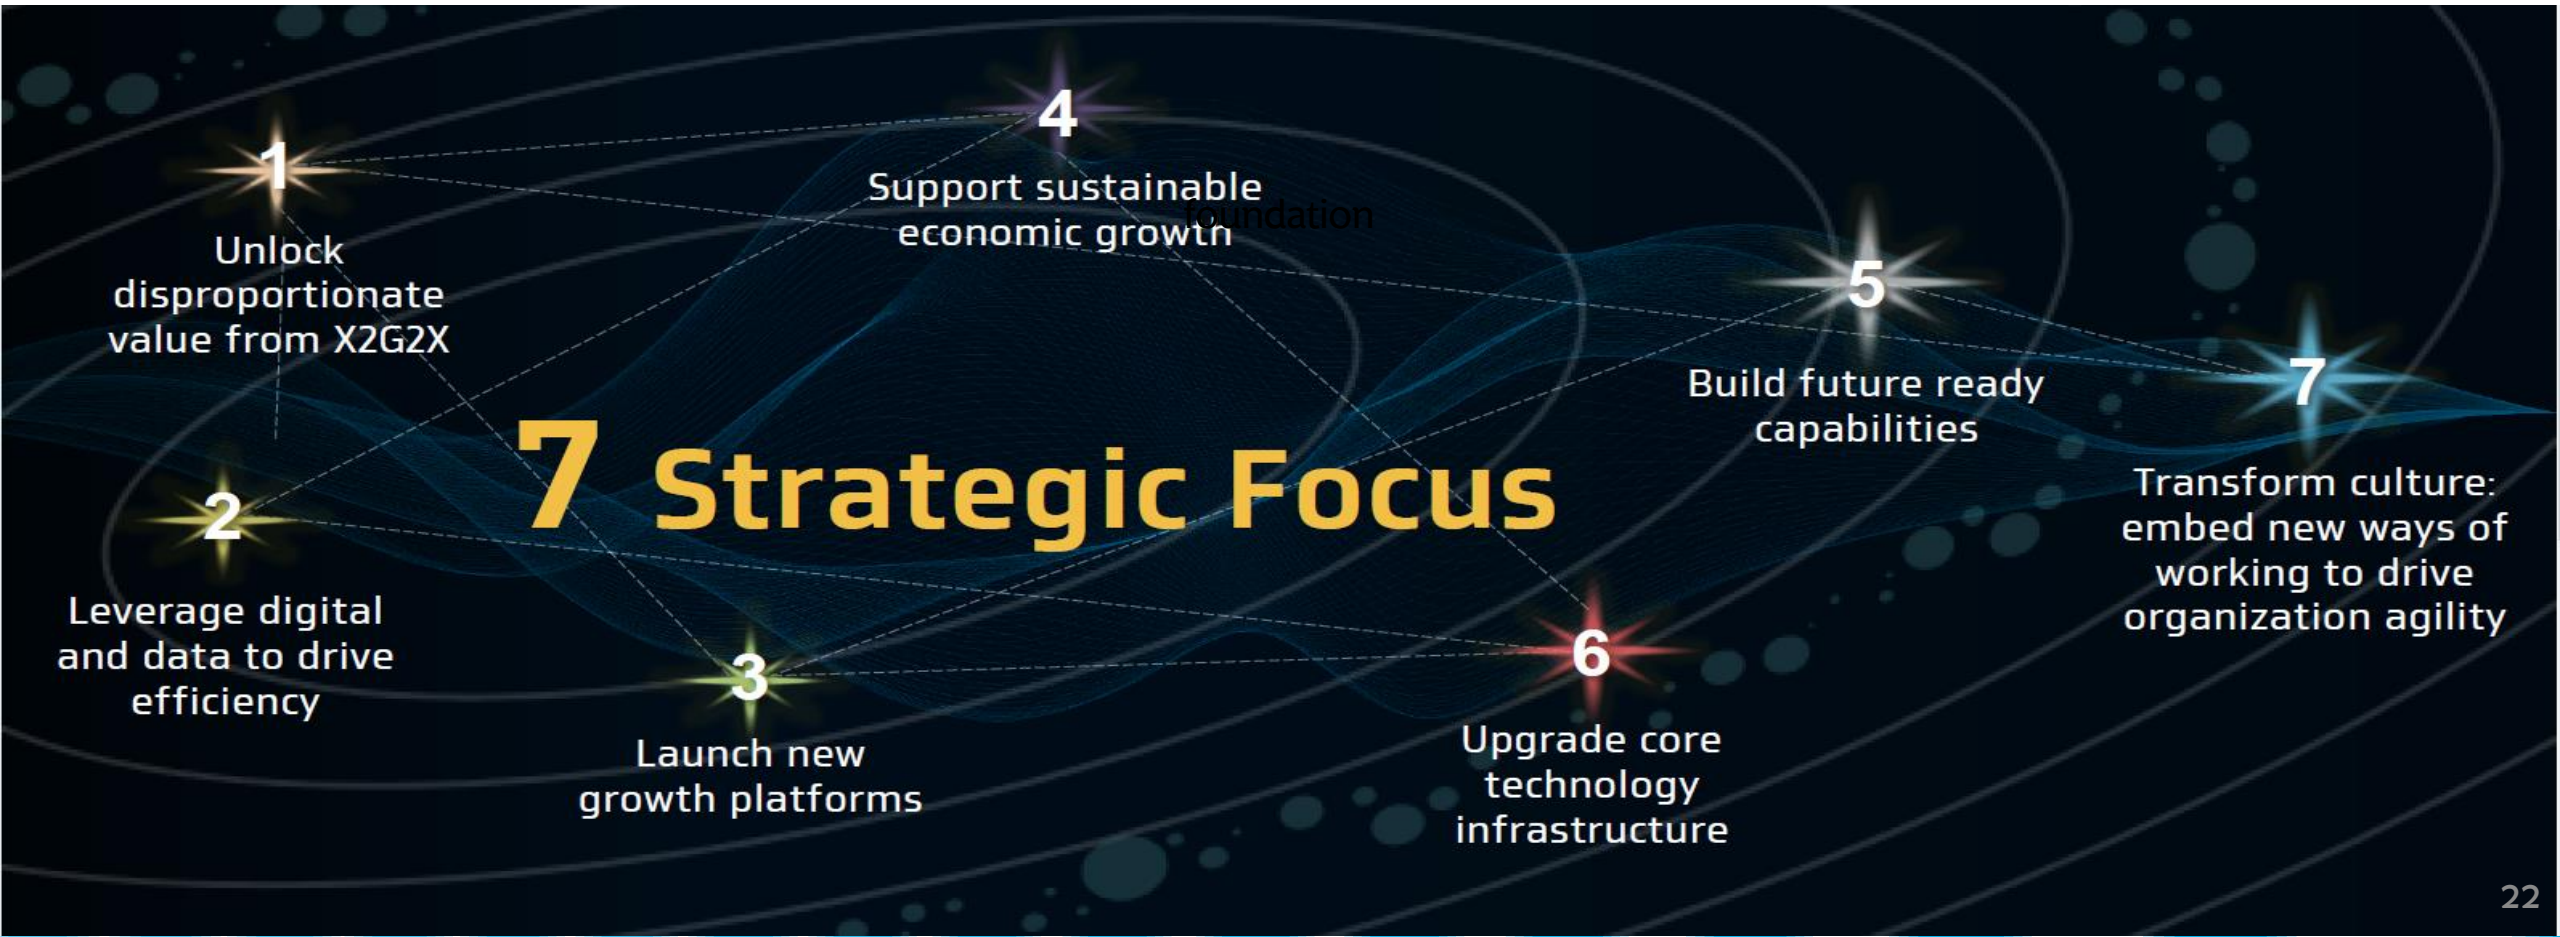 1
Unlock
disproportionate
value from X2G2X
2
Leverage digital
and data to drive
efficiency
3
Launch new
growth platforms
4
Support sustainable
economic growth
foundation
5
Build future ready
capabilities
6
Upgrade core
technology
infrastructure
7
Transform culture:
embed new ways of
working to drive
organization agility
7 Strategic Focus
22